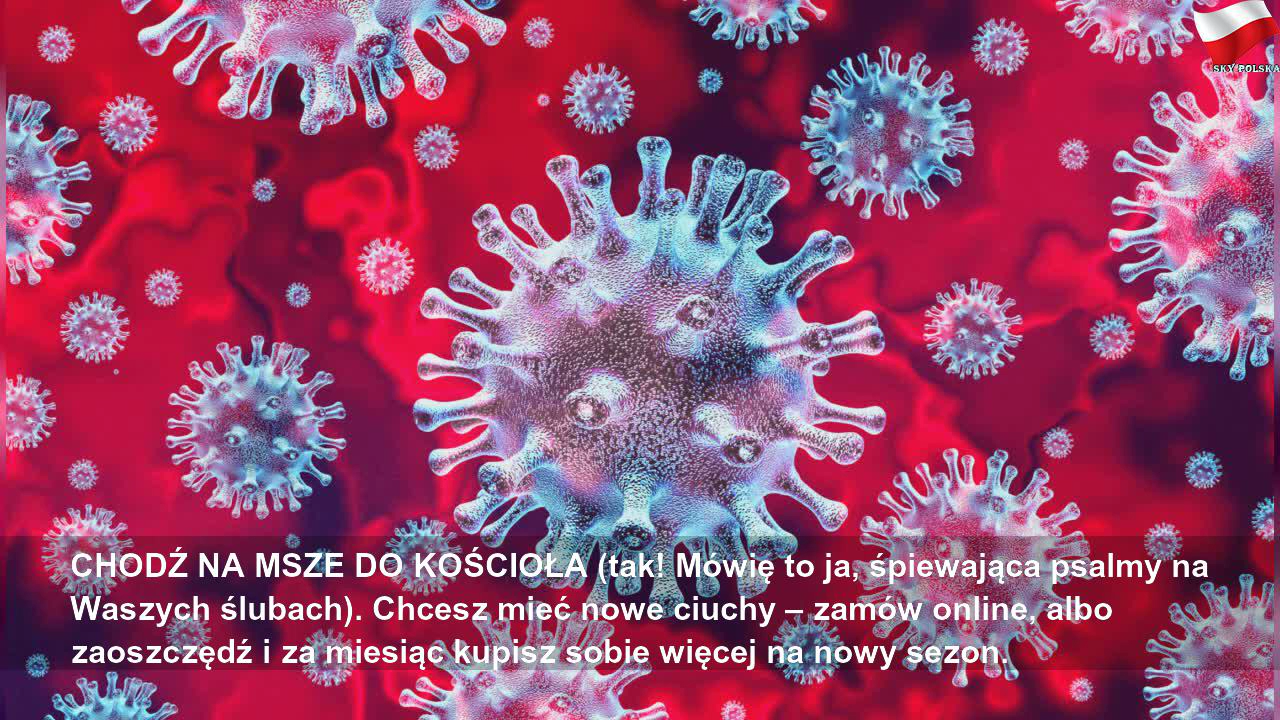 SKY POLSKA
CHODŹ NA MSZE DO KOŚCIOŁA (tak! Mówię to ja, śpiewająca psalmy na
Waszych ślubach). Chcesz mieć nowe ciuchy – zamów online, albo
zaoszczędź i za miesiąc kupisz sobie więcej na nowy sezon.